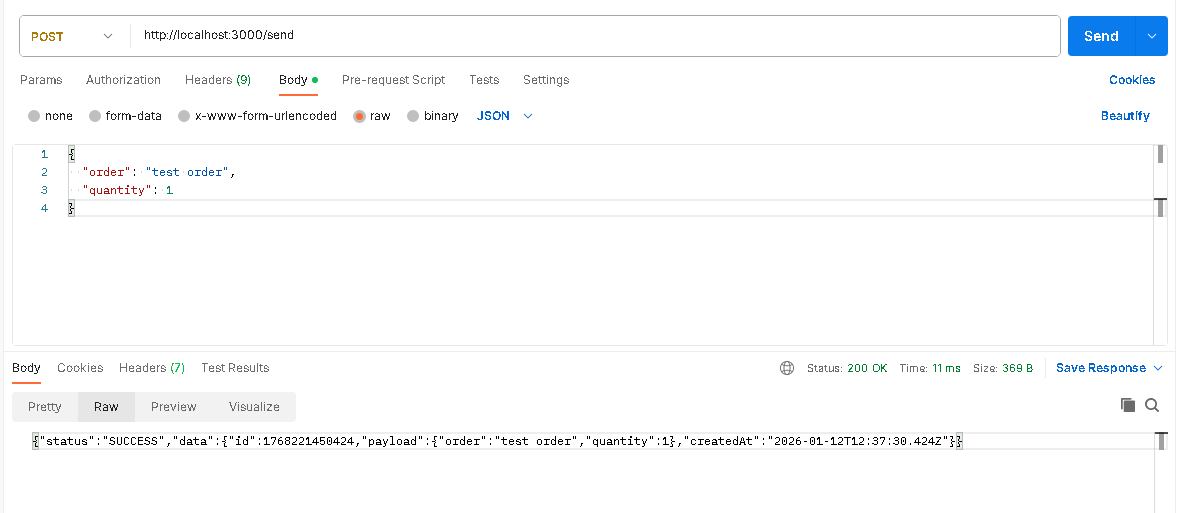 POST http://localhost:3000/send Send
Params Authorization Headers (9) Body Pre-request Script Tests Settings Cookies
none form-data x-www-form-urlencoded raw binary JSON Beautify
1 {
2 "order": "test order",
3 "quantity": 1
4 }
Body Cookies Headers (7) Test Results Status: 200 OK Time: 11 ms Size: 369 B Save Response
Pretty Raw Preview Visualize
{"status":"SUCCESS","data":{"id":1768221450424,"payload":{"order":"test order","quantity":1},"createdAt":"2026-01-12T12:37:30.424Z"}}